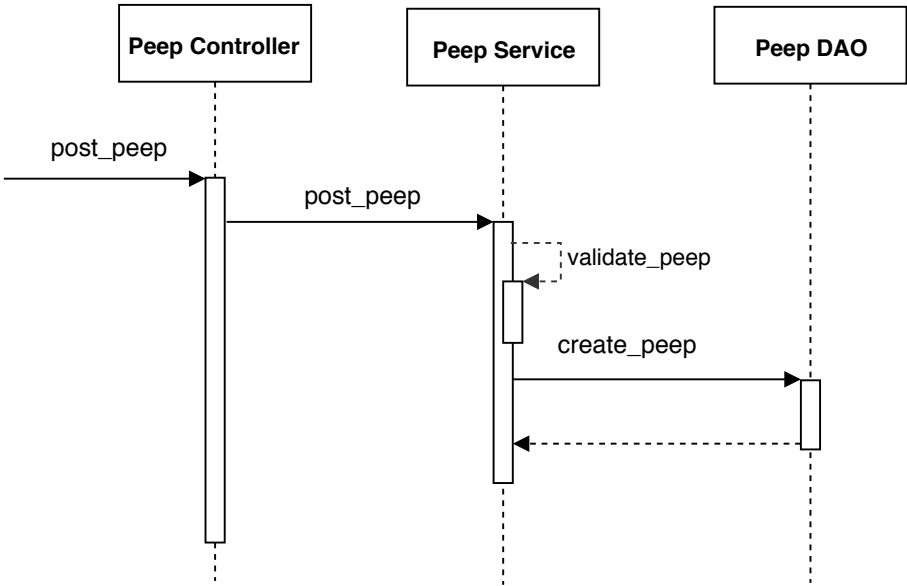 Peep Controller
Peep Service
Peep DAO
post_peep
post_peep
validate_peep
create_peep